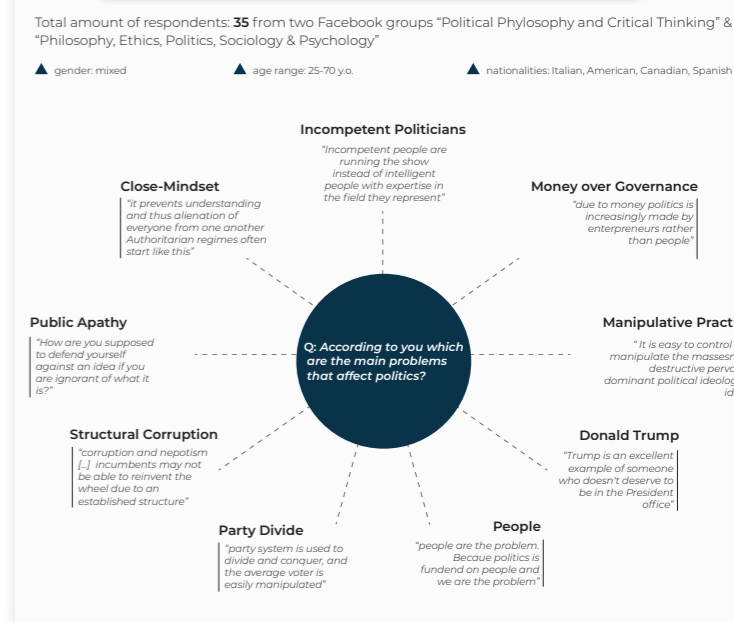 Total amount of respondents: 35 from two Facebook groups “Political Phylosophy and Critical Thinking” &
“Philosophy, Ethics, Politics, Sociology & Psychology”
gender: mixed
age range: 25-70 y.o.
nationalities: Italian, American, Canadian, Spanish
Incompetent Politicians
“Incompetent people are
running the show
instead of intelligent
people with expertise in
the field they represent”
Close-Mindset
“it prevents understanding
and thus alienation of
everyone from one another
Authoritarian regimes often
start like this”
Money over Governance
“due to money politics is
increasingly made by
enterpreneurs rather
than people”
Public Apathy
“How are you supposed
to defend yourself
against an idea if you
are ignorant of what it
is?”
Q: According to you which
are the main problems
that affect politics?
Manipulative Pract
“ It is easy to control
manipulate the massesm
destructive perv
dominant political ideolog
id
Structural Corruption
“corruption and nepotism
[..] incumbents may not
be able to reinvent the
wheel due to an
established structure”
Donald Trump
“Trump is an excellent
example of someone
who doesn't deserve to
be in the President
office”
Party Divide
“party system is used to
divide and conquer, and
the average voter is
easily manipulated”
People
“people are the problem.
Becaue politics is
fundend on people and
we are the problem”